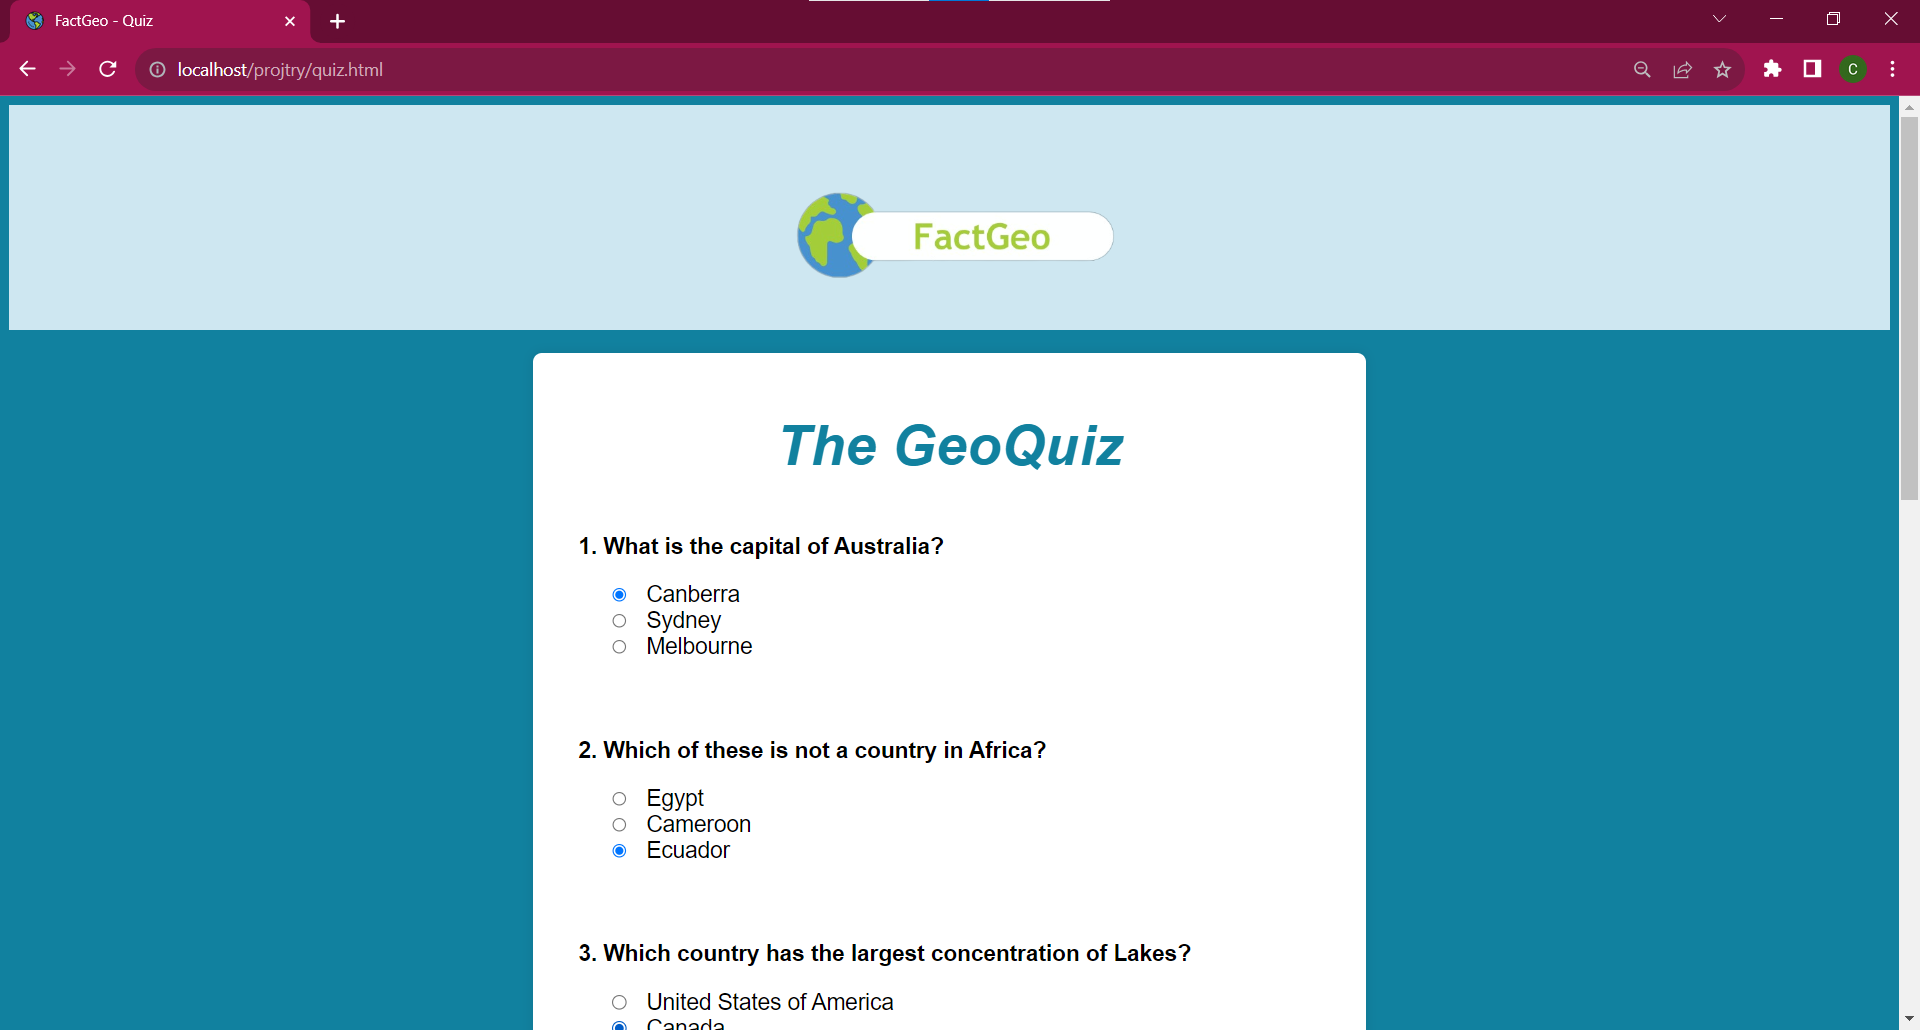 FactGeo - Quiz
localhost/projtry/quiz.html
C
FactGeo
The GeoQuiz
1. What is the capital of Australia?
Canberra
Sydney
Melbourne
2. Which of these is not a country in Africa?
Egypt
Cameroon
Ecuador
3. Which country has the largest concentration of Lakes?
United States of America
Canada